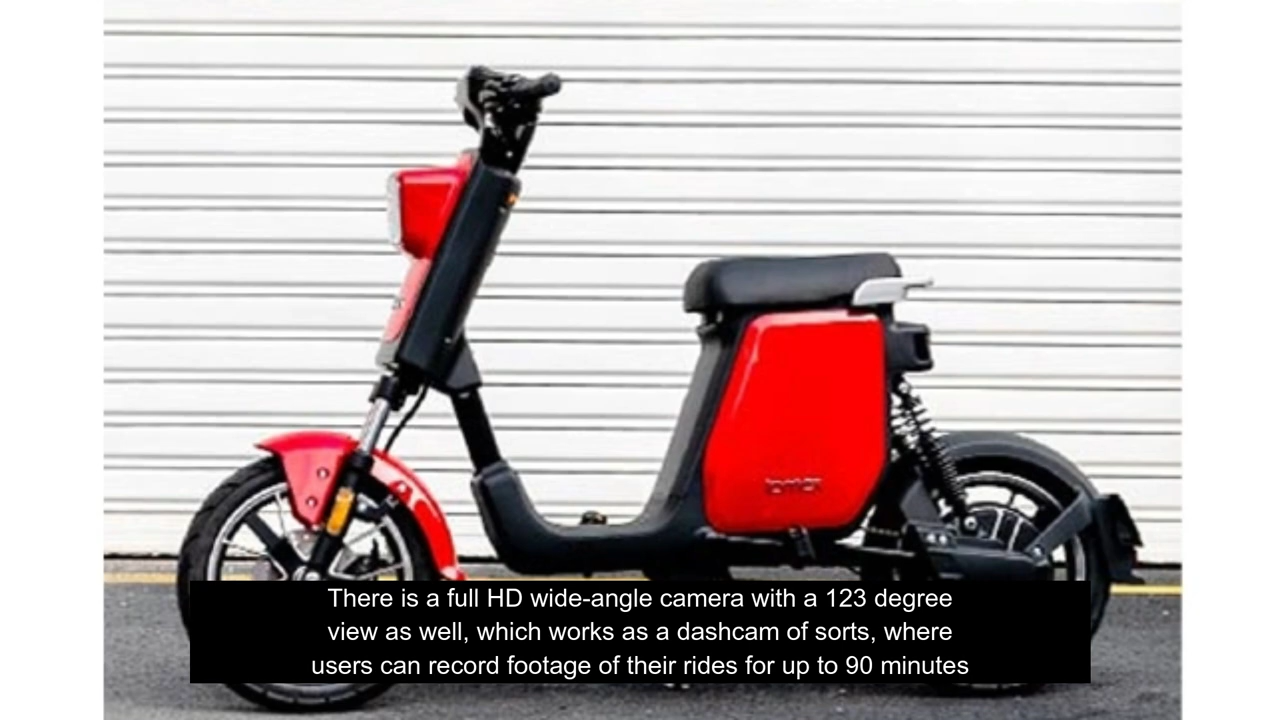 There is a full HD wide-angle camera with a 123 degree
view as well, which works as a dashcam of sorts, where
users can record footage of their rides for up to 90 minutes